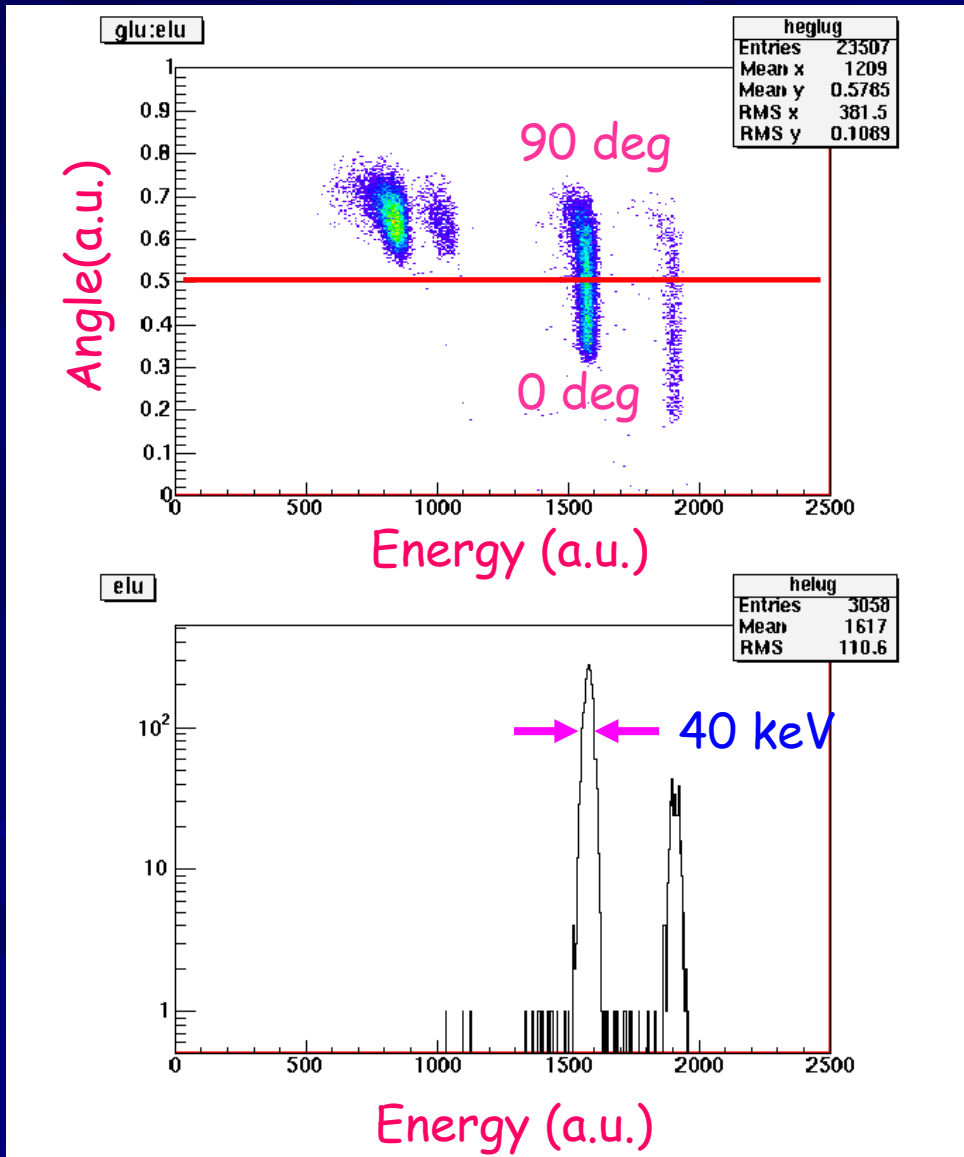 glu:elu
heglug
Entries 23507
Mean x 1209
Mean y 0.5785
RMS x 381.5
RMS y 0.1089
1
0.9
0.8
0.7
0.6
0.5
0.4
0.3
0.2
0.1
0
90 deg
0 deg
Angle(a.u.)
0 500 1000 1500 2000 2500
Energy (a.u.)
elu
helug
Entries 3058
Mean 1617
RMS 110.6
10²
40 keV
10
1
0 500 1000 1500 2000 2500
Energy (a.u.)